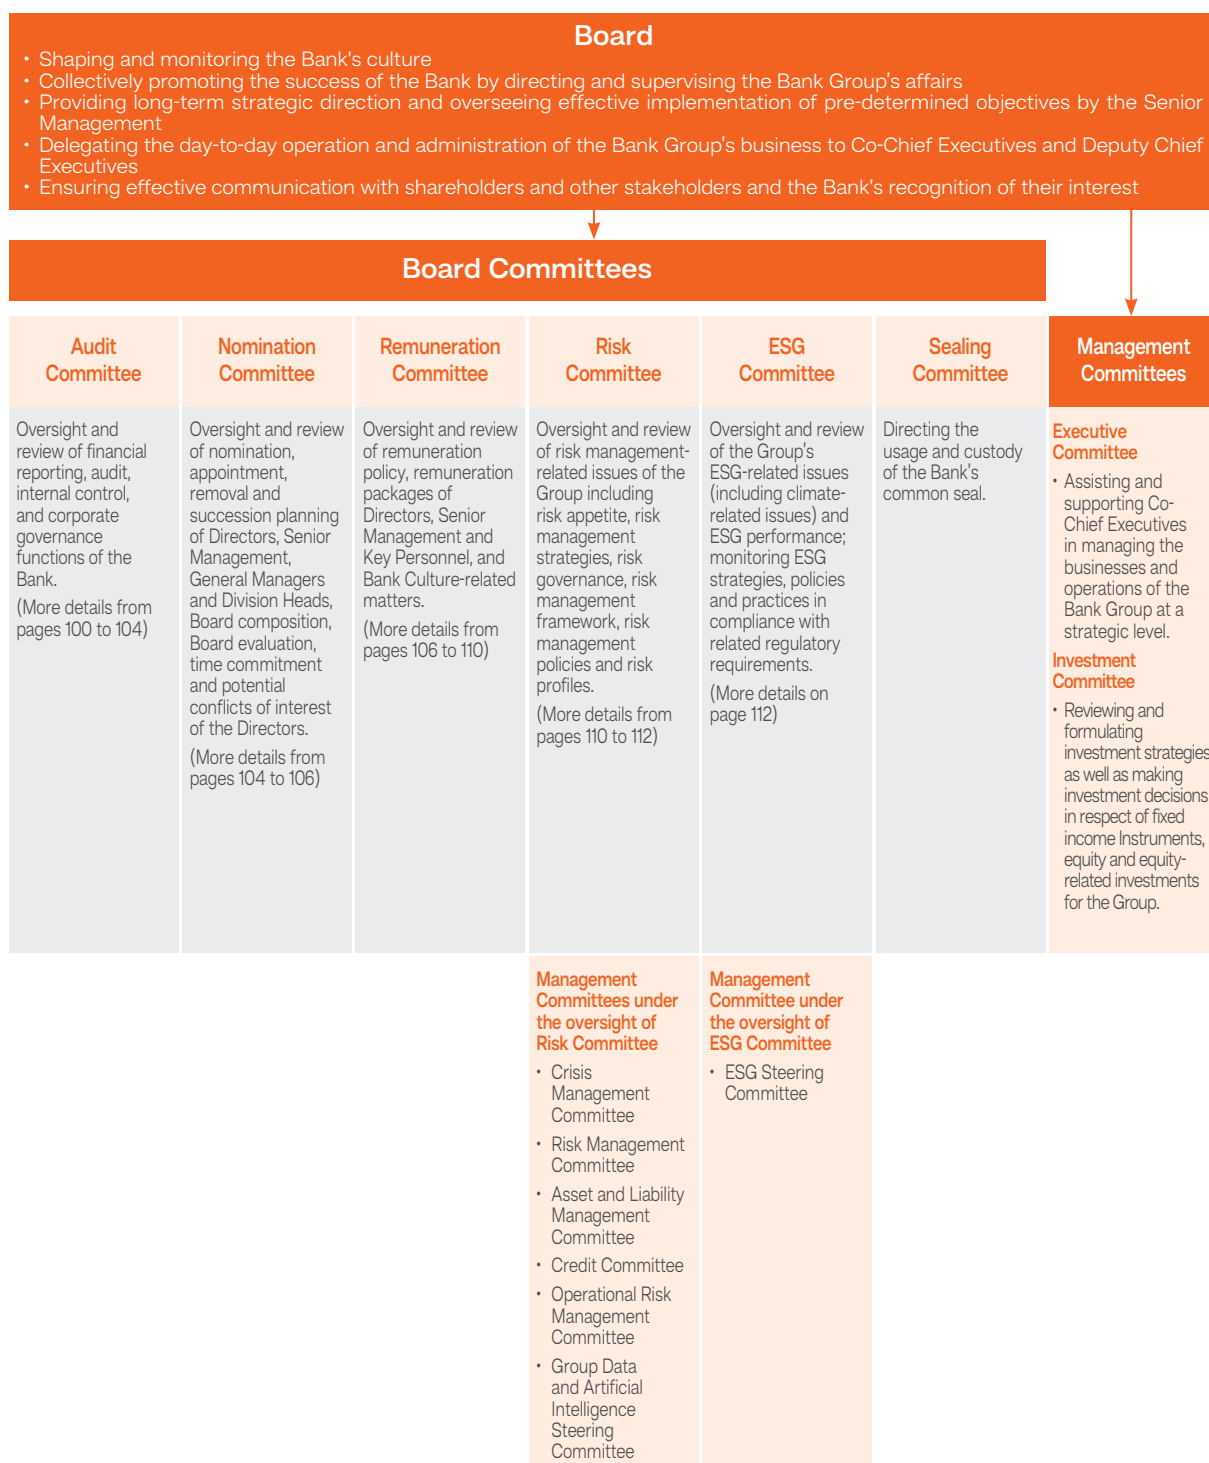 Board
• Shaping and monitoring the Bank's culture
• Collectively promoting the success of the Bank by directing and supervising the Bank Group's affairs
• Providing long-term strategic direction and overseeing effective implementation of pre-determined objectives by the Senior
Management
• Delegating the day-to-day operation and administration of the Bank Group's business to Co-Chief Executives and Deputy Chief
Executives
• Ensuring effective communication with shareholders and other stakeholders and the Bank's recognition of their interest
Board Committees
Audit
Committee
Oversight and
review of financial
reporting, audit,
internal control,
and corporate
governance
functions of the
Bank.
(More details from
pages 100 to 104)
Nomination
Committee
Oversight and review
of nomination,
appointment,
removal and
succession planning
of Directors, Senior
Management,
General Managers
and Division Heads,
Board composition,
Board evaluation,
time commitment
and potential
conflicts of interest
of the Directors.
(More details from
pages 104 to 106)
Remuneration
Committee
Oversight and review
of remuneration
policy, remuneration
packages of
Directors, Senior
Management and
Key Personnel, and
Bank Culture-related
matters.
(More details from
pages 106 to 110)
Risk
Committee
Oversight and review
of risk management-
related issues of the
Group including
risk appetite, risk
management
strategies, risk
governance, risk
management
framework, risk
management
policies and risk
profiles.
(More details from
pages 110 to 112)
Management
Committees under
the oversight of
Risk Committee
• Crisis
Management
Committee
• Risk Management
Committee
• Asset and Liability
Management
Committee
• Credit Committee
• Operational Risk
Management
Committee
• Group Data
and Artificial
Intelligence
Steering
Committee
ESG
Committee
Oversight and review
of the Group's
ESG-related issues
(including climate-
related issues) and
ESG performance;
monitoring ESG
strategies, policies
and practices in
compliance with
related regulatory
requirements.
(More details on
page 112)
Management
Committee under
the oversight of
ESG Committee
• ESG Steering
Committee
Sealing
Committee
Directing the
usage and custody
of the Bank's
common seal.
Management
Committees
Executive
Committee
• Assisting and
supporting Co-
Chief Executives
in managing the
businesses and
operations of the
Bank Group at a
strategic level.
Investment
Committee
• Reviewing and
formulating
investment strategies
as well as making
investment decisions
in respect of fixed
income Instruments,
equity and equity-
related investments
for the Group.